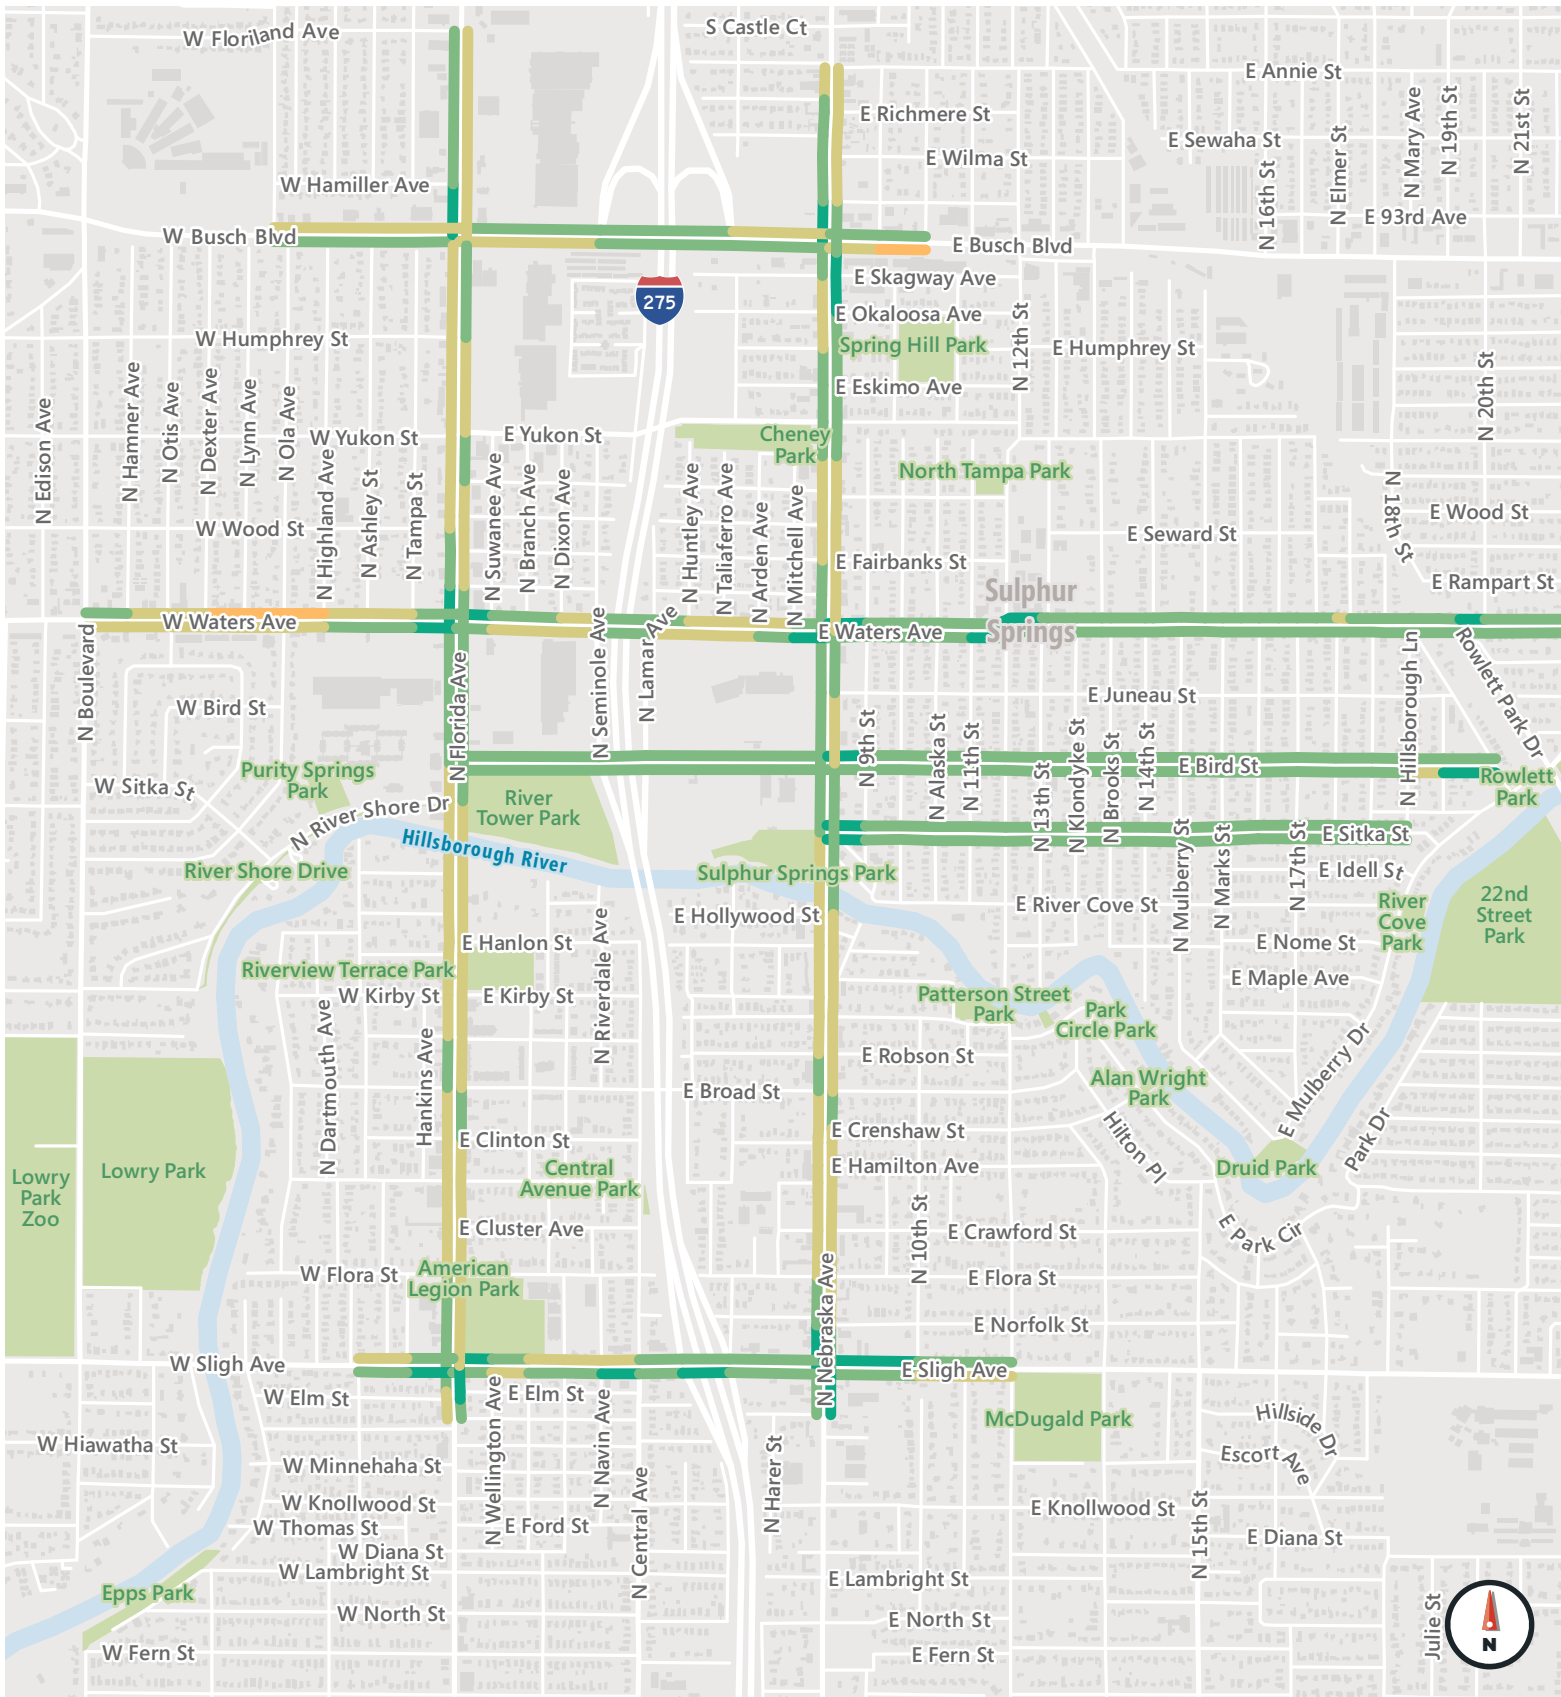 W Floriland Ave
S Castle Ct
E Annie St
E Richmere St
N Mary Ave
N 19th St
N 21st St
E Sewaha St
N Elmer St
E Wilma St
N 16th St
W Hamiller Ave
E 93rd Ave
W Busch Blvd
E Busch Blvd
E Skagway Ave
275
E Okaloosa Ave
W Humphrey St
Spring Hill Park
N 12th St
E Humphrey St
E Eskimo Ave
N 20th St
N Edison Ave
N Hamner Ave
N Otis Ave
N Dexter Ave
N Lynn Ave
N Ola Ave
W Yukon St
E Yukon St
Cheney
Park
North Tampa Park
N Highland Ave
N Ashley St
N Tampa St
N Suwanee Ave
N Branch Ave
N Dixon Ave
N Huntley Ave
N Taliaferro Ave
N Arden Ave
N Mitchell Ave
N 18th St
E Wood St
W Wood St
E Seward St
E Fairbanks St
E Rampart St
Sulphur
Springs
W Waters Ave
E Waters Ave
N Boulevard
N Florida Ave
N Seminole Ave
N Lamar Ave
N Hillsborough Ln
Rowlett Park Dr
E Juneau St
W Bird St
N 9th St
N Alaska St
N 11th St
N 13th St
N Klondyke St
N Brooks St
N 14th St
E Bird St
Purity Springs
Park
W Sitka St
Rowlett
Park
River
Tower Park
N River Shore Dr
Hillsborough River
N Mulberry St
N Marks St
N 17th St
E Sitka St
River Shore Drive
Sulphur Springs Park
E Idell St
E River Cove St
River
Cove
Park
22nd
Street
Park
E Hollywood St
E Hanlon St
N Riverdale Ave
E Nome St
Riverview Terrace Park
E Maple Ave
W Kirby St
E Kirby St
Patterson Street
Park
Park
Circle Park
N Dartmouth Ave
Hankins Ave
E Robson St
E Mulberry Dr
Alan Wright
Park
E Broad St
Hilton Pl
Park Dr
E Crenshaw St
E Clinton St
Lowry
Park
Zoo
Lowry Park
Central
Avenue Park
E Hamilton Ave
Druid Park
N 10th St
E Cluster Ave
E Crawford St
E Park Cir
W Flora St
American
Legion Park
E Flora St
N Nebraska Ave
E Norfolk St
W Sligh Ave
E Sligh Ave
W Elm St
E Elm St
N Wellington Ave
N Navin Ave
McDugald Park
Hillside Dr
W Hiawatha St
Escort Ave
W Minnehaha St
N Central Ave
N Harer St
W Knollwood St
E Knollwood St
N 15th St
W Thomas St
E Ford St
E Diana St
W Diana St
W Lambright St
E Lambright St
Epps Park
W North St
E North St
Julie St
N
W Fern St
E Fern St